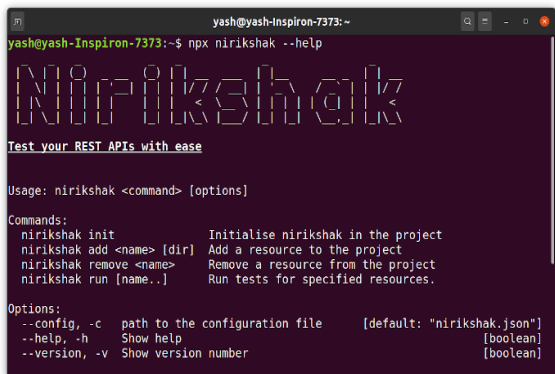 yash@yash-Inspiron-7373: ~
yash@yash-Inspiron-7373:~$ npx nirikshak --help
Nirikshak
Test your REST APIs with ease
Usage: nirikshak <command> [options]
Commands:
nirikshak init Initialise nirikshak in the project
nirikshak add <name> [dir] Add a resource to the project
nirikshak remove <name> Remove a resource from the project
nirikshak run [name..] Run tests for specified resources.
Options:
--config, -c path to the configuration file [default: "nirikshak.json"]
--help, -h Show help [boolean]
--version, -v Show version number [boolean]